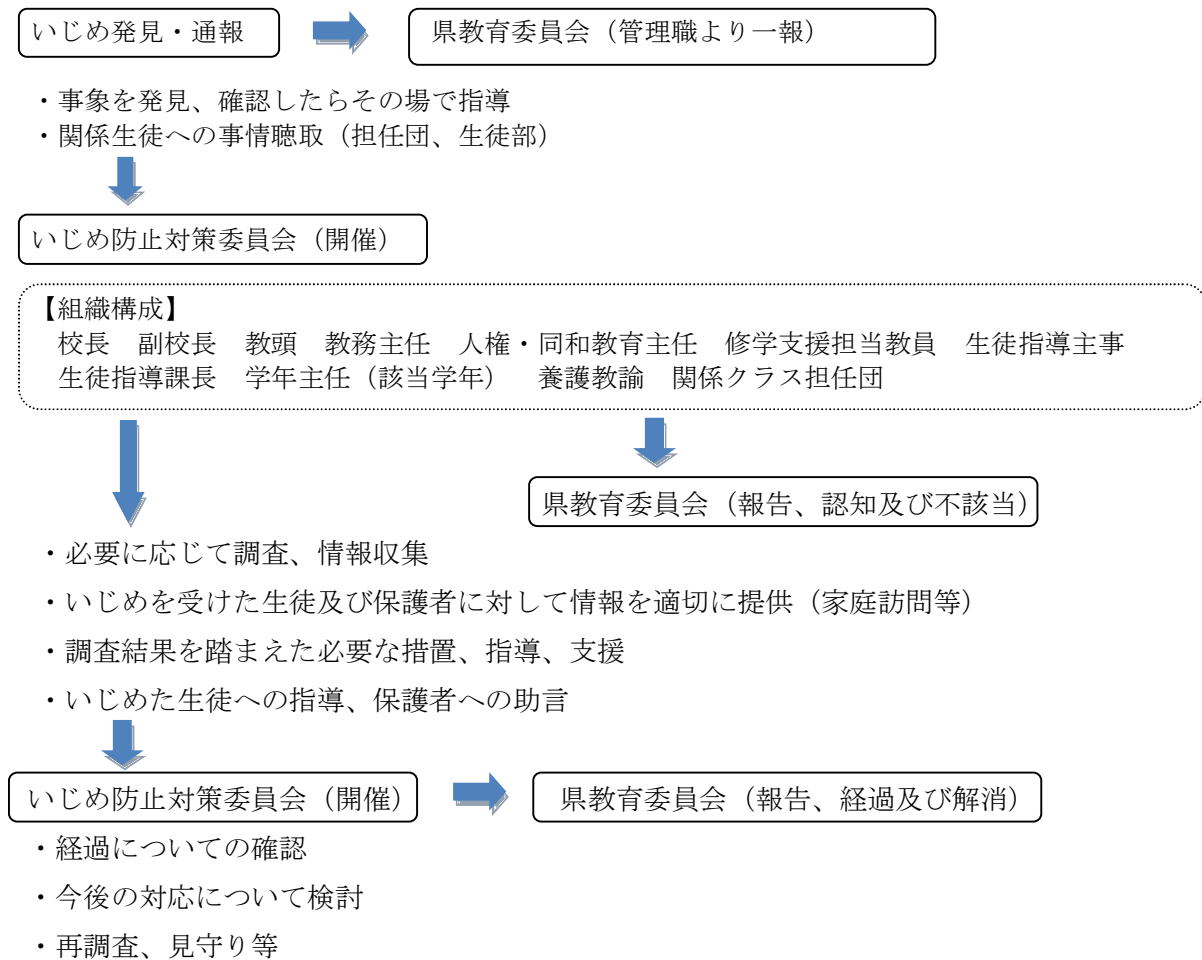 いじめ発見・通報
県教育委員会（管理職より一報）
・事象を発見、確認したらその場で指導
・関係生徒への事情聴取（担任団、生徒部）
いじめ防止対策委員会（開催）
【組織構成】
校長　副校長　教頭　教務主任　人権・同和教育主任　修学支援担当教員　生徒指導主事
生徒指導課長　学年主任（該当学年）　養護教諭　関係クラス担任団
県教育委員会（報告、認知及び不該当）
・必要に応じて調査、情報収集
・いじめを受けた生徒及び保護者に対して情報を適切に提供（家庭訪問等）
・調査結果を踏まえた必要な措置、指導、支援
・いじめた生徒への指導、保護者への助言
いじめ防止対策委員会（開催）
県教育委員会（報告、経過及び解消）
・経過についての確認
・今後の対応について検討
・再調査、見守り等